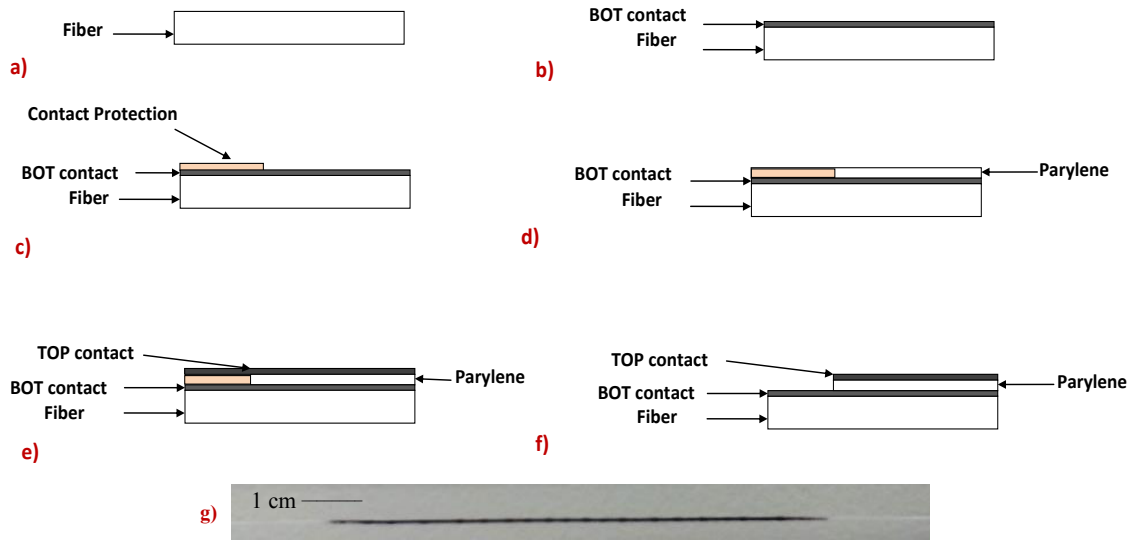 Fiber
a)
BOT contact
Fiber
b)
Contact Protection
BOT contact
Fiber
c)
BOT contact
Fiber
Parylene
d)
TOP contact
BOT contact
Fiber
Parylene
e)
TOP contact
BOT contact
Fiber
Parylene
f)
g)
1 cm